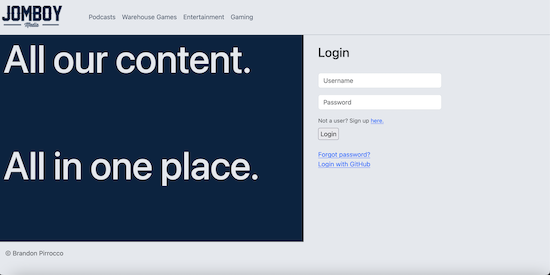 JOMBOY
Media
Podcasts Warehouse Games Entertainment Gaming
All our content.
All in one place.
Login
Username
Password
Not a user? Sign up here.
Login
Forgot password?
Login with GitHub
© Brandon Pirrocco